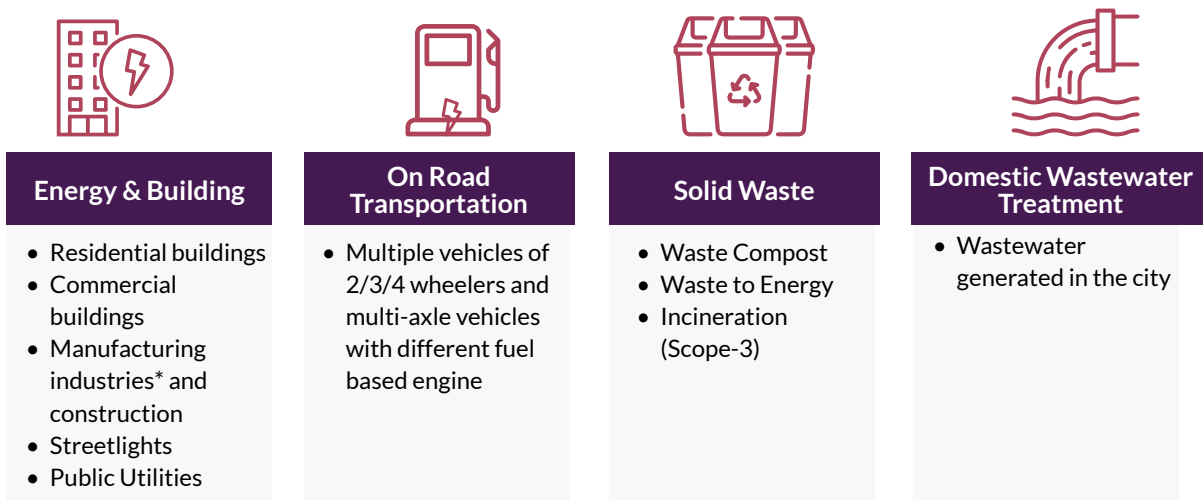 Energy & Building
• Residential buildings
• Commercial
buildings
• Manufacturing
industries* and
construction
• Streetlights
• Public Utilities
On Road
Transportation
• Multiple vehicles of
2/3/4 wheelers and
multi-axle vehicles
with different fuel
based engine
Solid Waste
• Waste Compost
• Waste to Energy
• Incineration
(Scope-3)
Domestic Wastewater
Treatment
• Wastewater
generated in the city